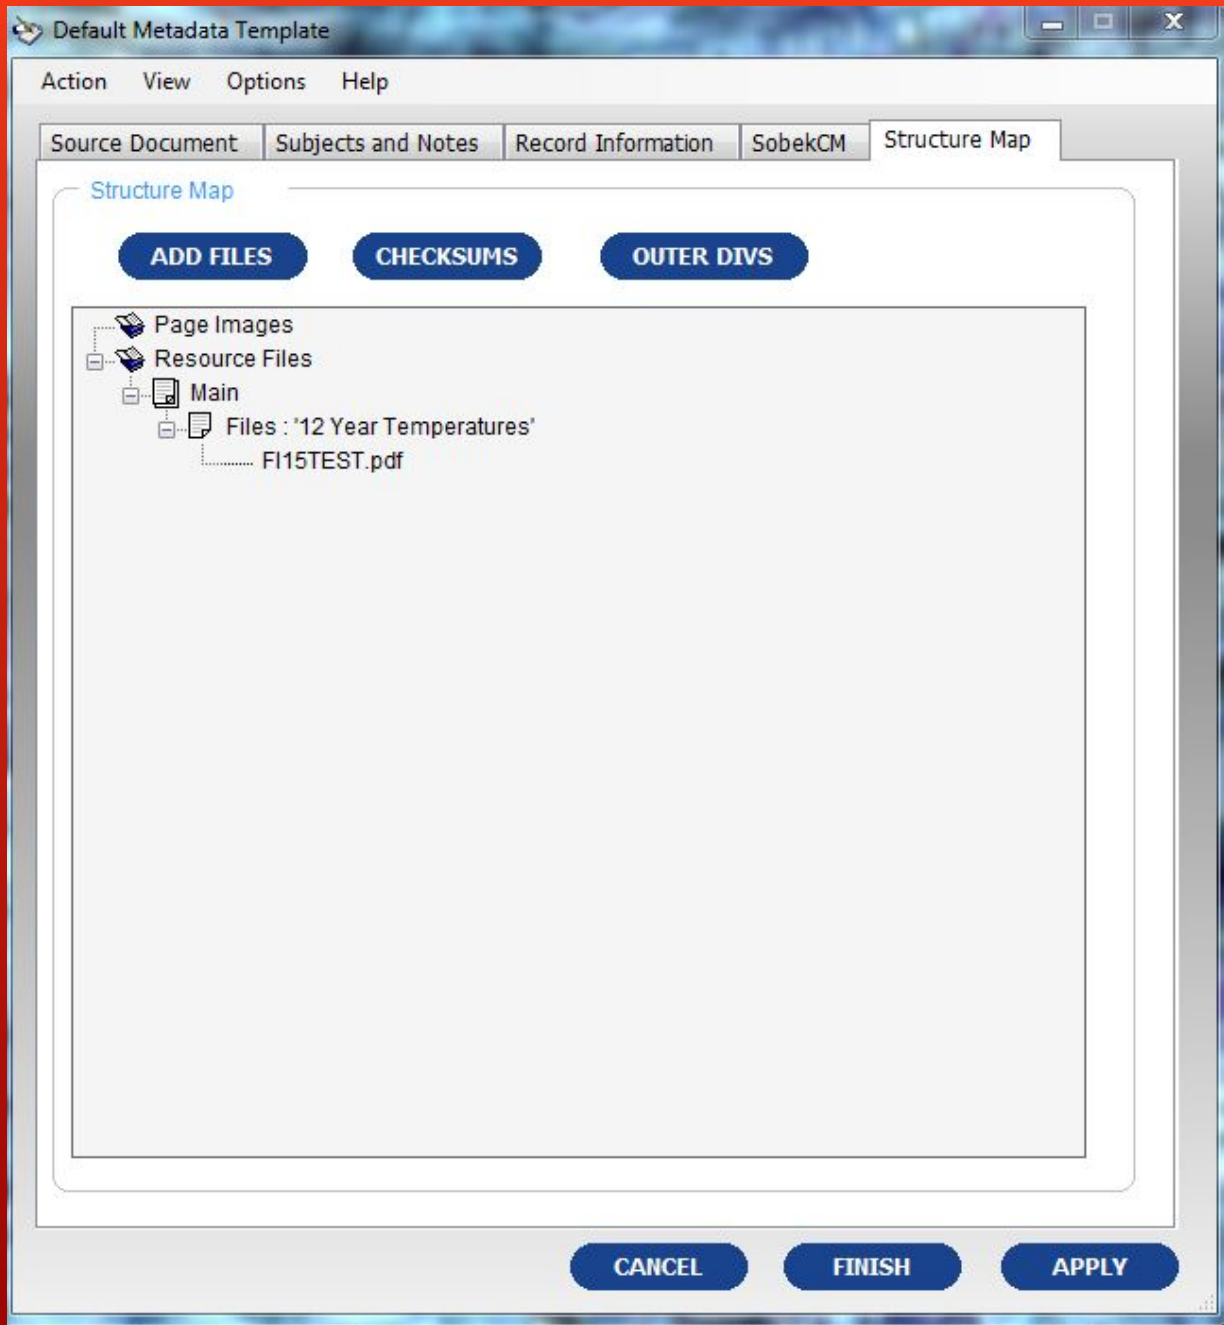 Default Metadata Template
Action View Options Help
Source Document Subjects and Notes Record Information SobekCM Structure Map
Structure Map
ADD FILES CHECKSUMS OUTER DIVS
Page Images
Resource Files
Main
Files : '12 Year Temperatures'
FI15TEST.pdf
CANCEL FINISH APPLY